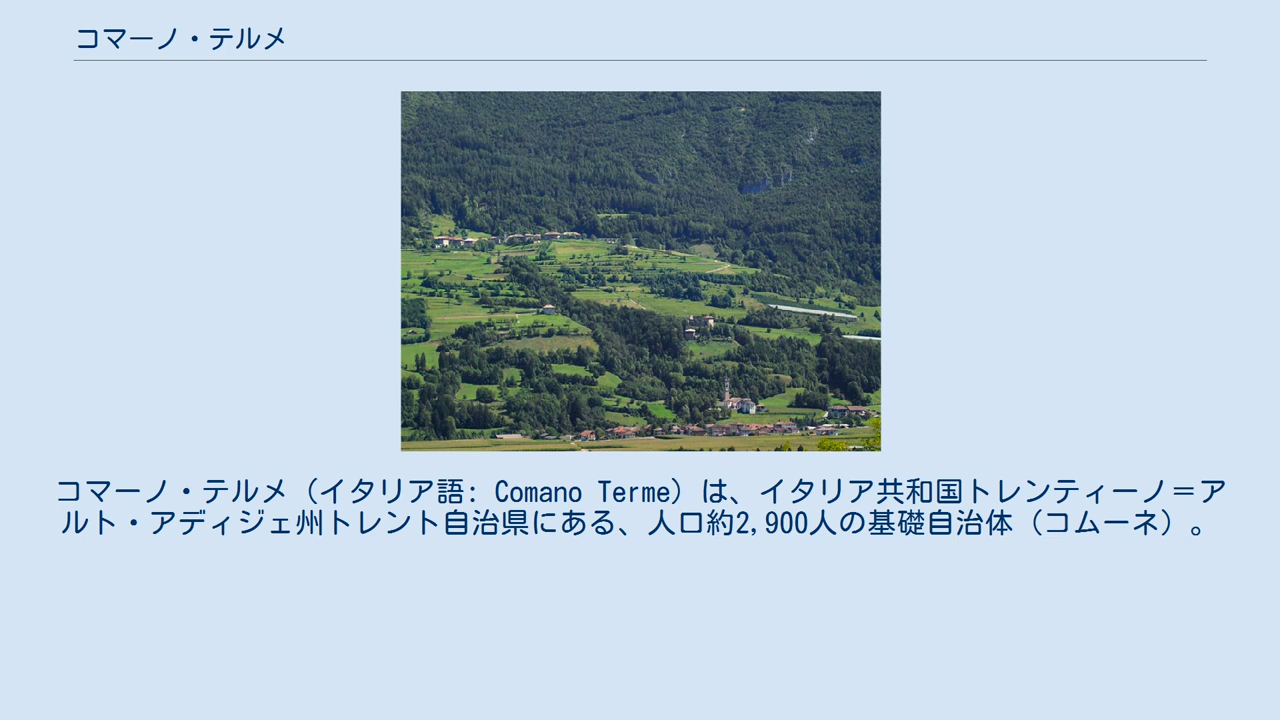 コマーノ・テルメ
コマーノ・テルメ（イタリア語: Comano Terme）は、イタリア共和国トレンティーノ＝ア
ルト・アディジェ州トレント自治県にある、人口約2,900人の基礎自治体（コムーネ）。